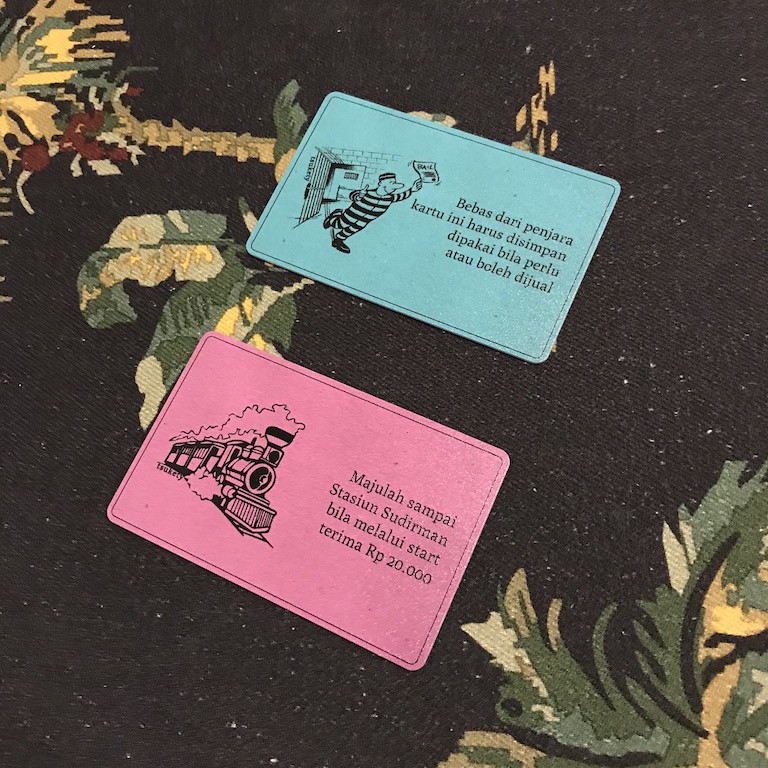 BAIL
Bebas dari penjara
kartu ini harus disimpan
dipakai bila perlu
atau boleh dijual
Majulah sampai
Stasiun Sudirman
bila melalui start
terima Rp 20.000